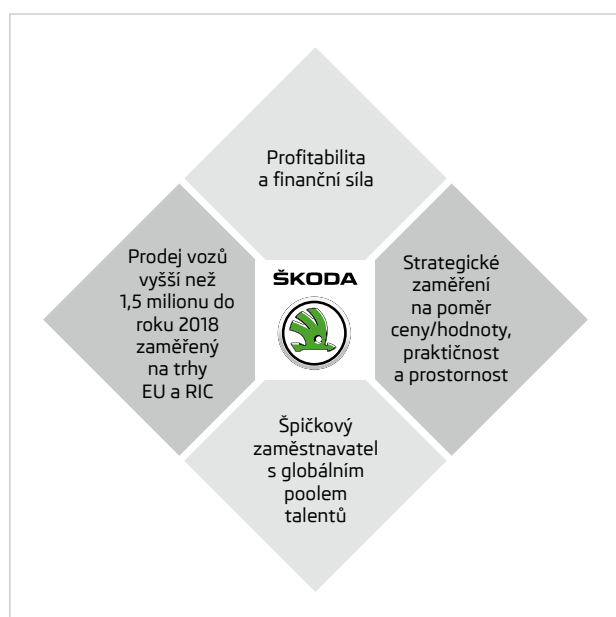 Profitabilita
a finanční síla
Prodej vozů
vyšší než
1,5 milionu do
roku 2018
zaměřený
na trhy
EU a RIC
ŠKODA
Strategické
zaměření
na poměr
ceny/hodnoty,
praktičnost
a prostornost
Špičkový
zaměstnavatel
s globálním
poolem
talentů